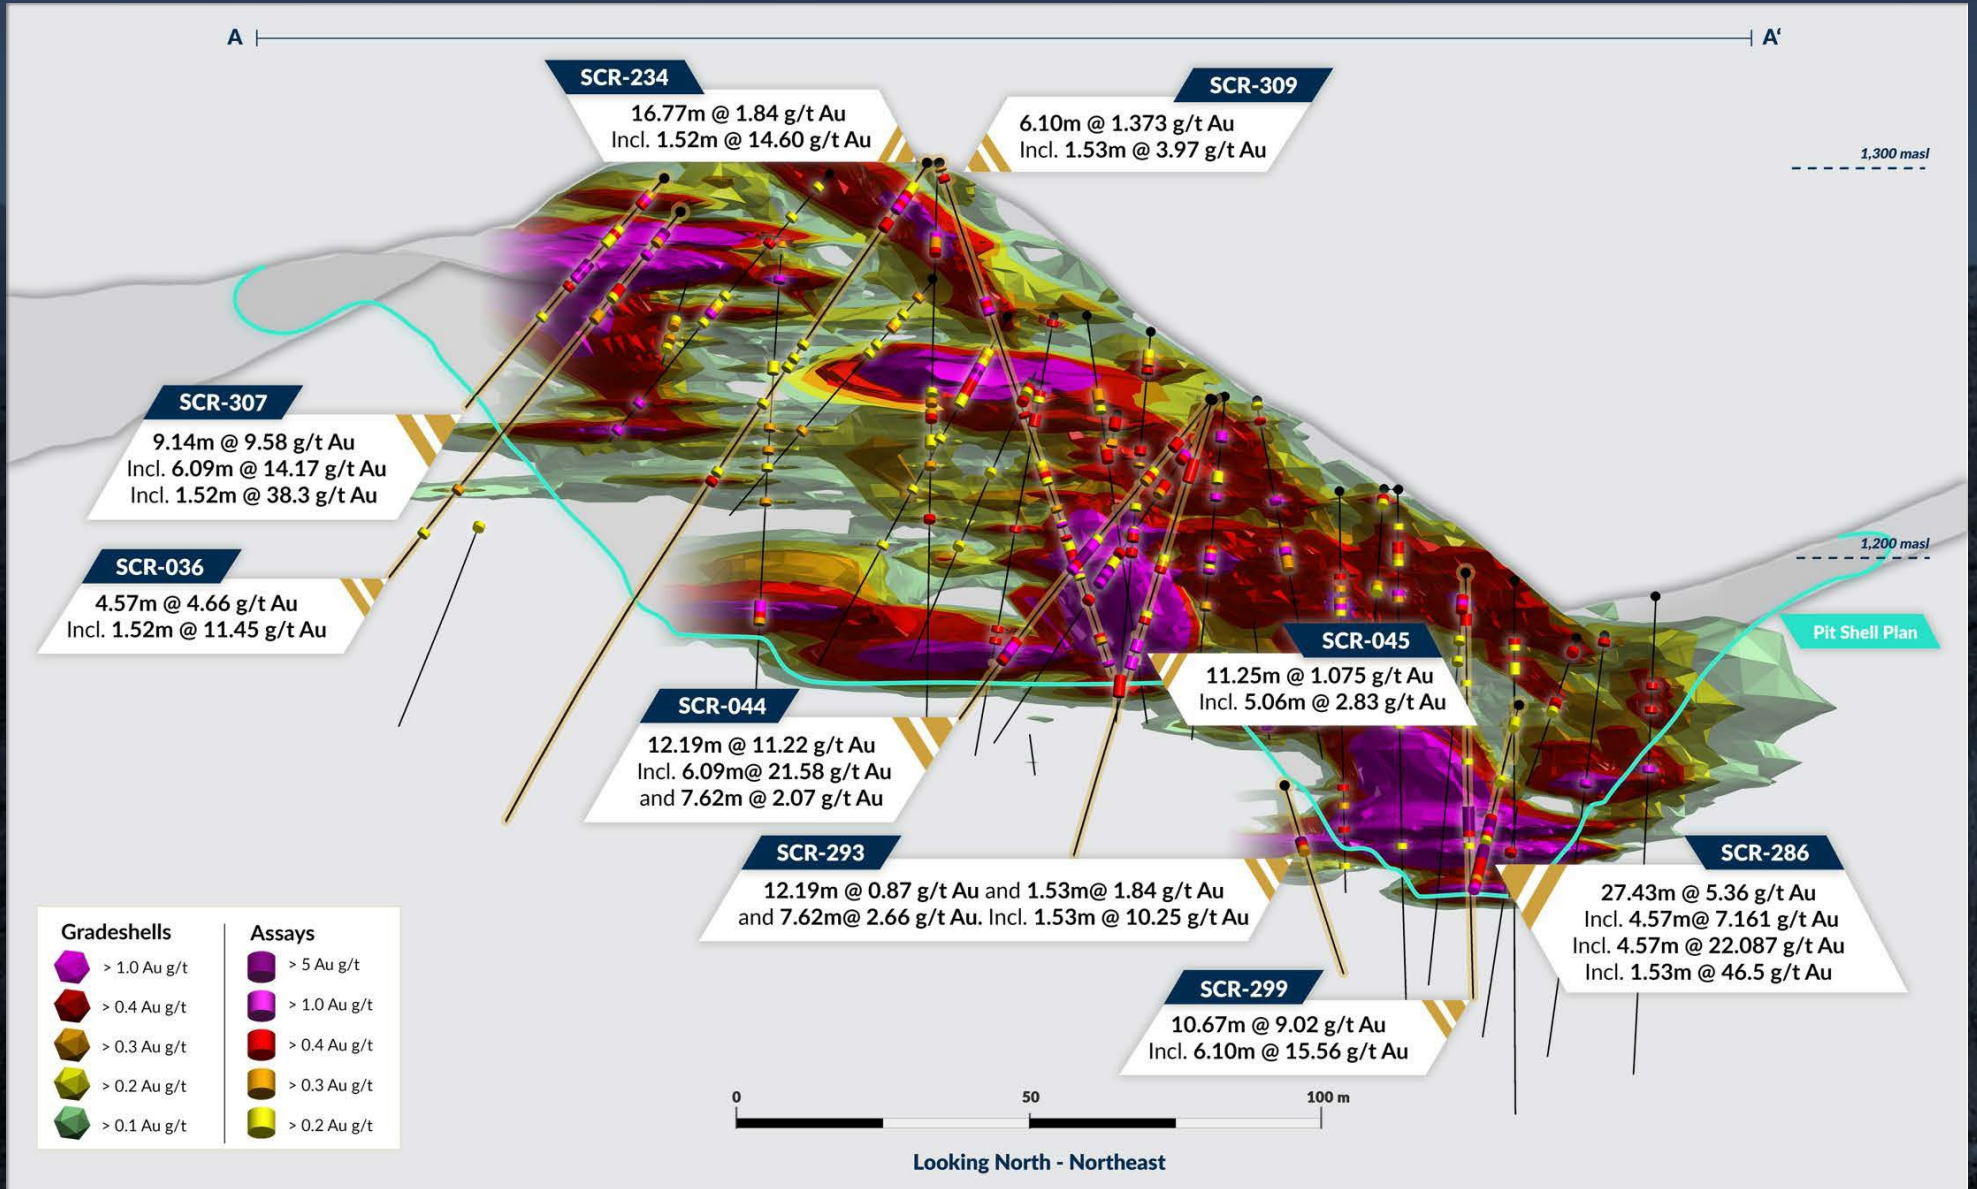 A
A‘
SCR-234
16.77m @ 1.84 g/t Au
Incl. 1.52m @ 14.60 g/t Au
SCR-309
6.10m @ 1.373 g/t Au
Incl. 1.53m @ 3.97 g/t Au
1,300 masl
SCR-307
9.14m @ 9.58 g/t Au
Incl. 6.09m @ 14.17 g/t Au
Incl. 1.52m @ 38.3 g/t Au
SCR-036
4.57m @ 4.66 g/t Au
Incl. 1.52m @ 11.45 g/t Au
1,200 masl
Pit Shell Plan
SCR-045
11.25m @ 1.075 g/t Au
Incl. 5.06m @ 2.83 g/t Au
SCR-044
12.19m @ 11.22 g/t Au
Incl. 6.09m@ 21.58 g/t Au
and 7.62m @ 2.07 g/t Au
SCR-293
12.19m @ 0.87 g/t Au and 1.53m@ 1.84 g/t Au
and 7.62m@ 2.66 g/t Au. Incl. 1.53m @ 10.25 g/t Au
SCR-286
27.43m @ 5.36 g/t Au
Incl. 4.57m@ 7.161 g/t Au
Incl. 4.57m @ 22.087 g/t Au
Incl. 1.53m @ 46.5 g/t Au
SCR-299
10.67m @ 9.02 g/t Au
Incl. 6.10m @ 15.56 g/t Au
Gradeshells
> 1.0 Au g/t
> 0.4 Au g/t
> 0.3 Au g/t
> 0.2 Au g/t
> 0.1 Au g/t
Assays
> 5 Au g/t
> 1.0 Au g/t
> 0.4 Au g/t
> 0.3 Au g/t
> 0.2 Au g/t
0 50 100 m
Looking North - Northeast